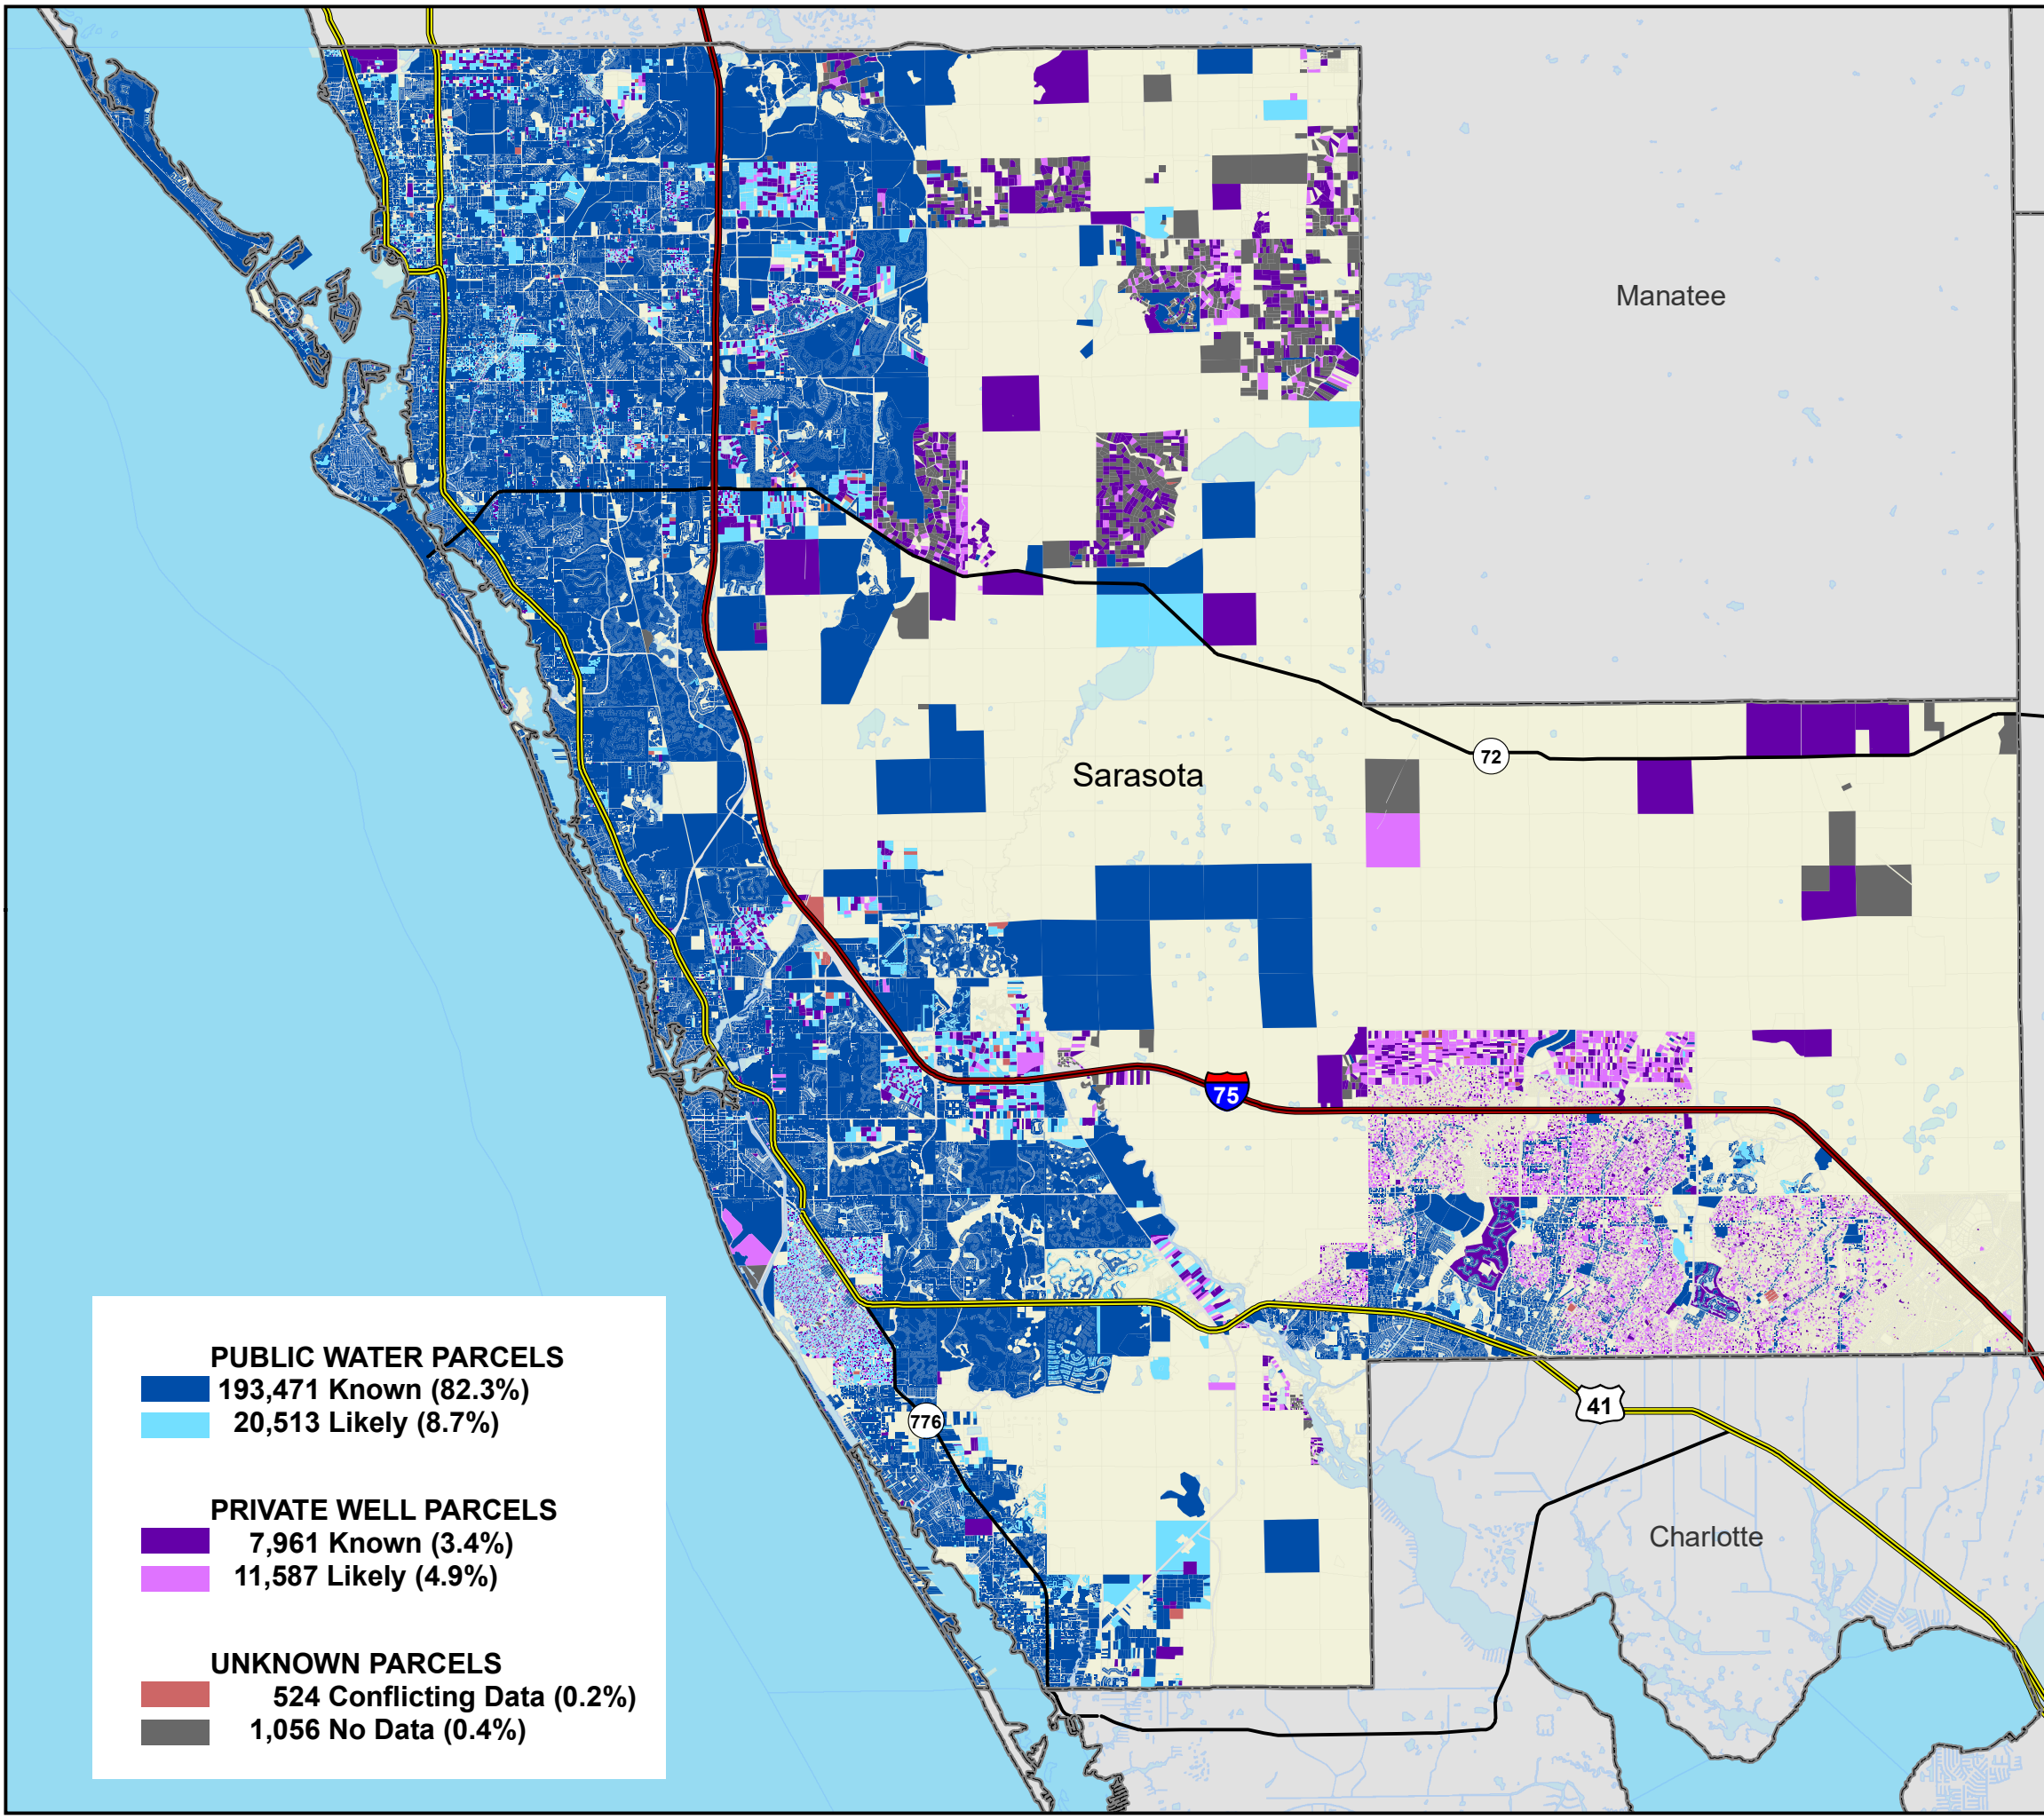 Manatee
72
Sarasota
75
41
776
Charlotte
PUBLIC WATER PARCELS
193,471 Known (82.3%)
20,513 Likely (8.7%)
PRIVATE WELL PARCELS
7,961 Known (3.4%)
11,587 Likely (4.9%)
UNKNOWN PARCELS
524 Conflicting Data (0.2%)
1,056 No Data (0.4%)